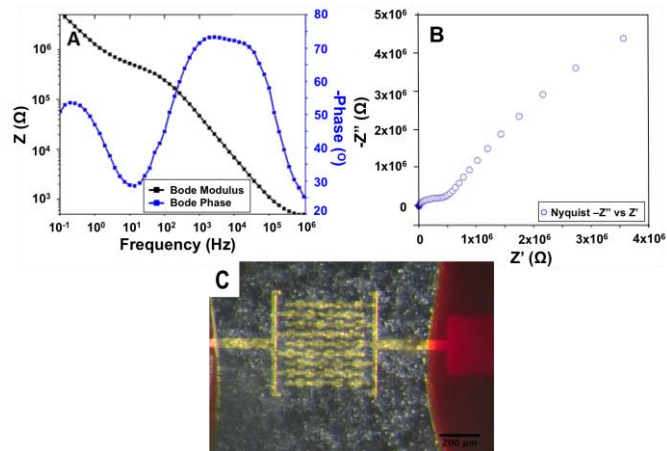 A
Z (Ω)
10⁶
10⁵
10⁴
10³
80
70
60
50
40
30
20
-Phase (⁰)
Bode Modulus
Bode Phase
10⁻¹ 10⁰ 10¹ 10² 10³ 10⁴ 10⁵ 10⁶
Frequency (Hz)
B
-Z'' (Ω)
5x10⁶
4x10⁶
3x10⁶
2x10⁶
1x10⁶
0
Nyquist –Z'' vs Z'
0 1x10⁶ 2x10⁶ 3x10⁶ 4x10⁶
Z' (Ω)
C
200 µm